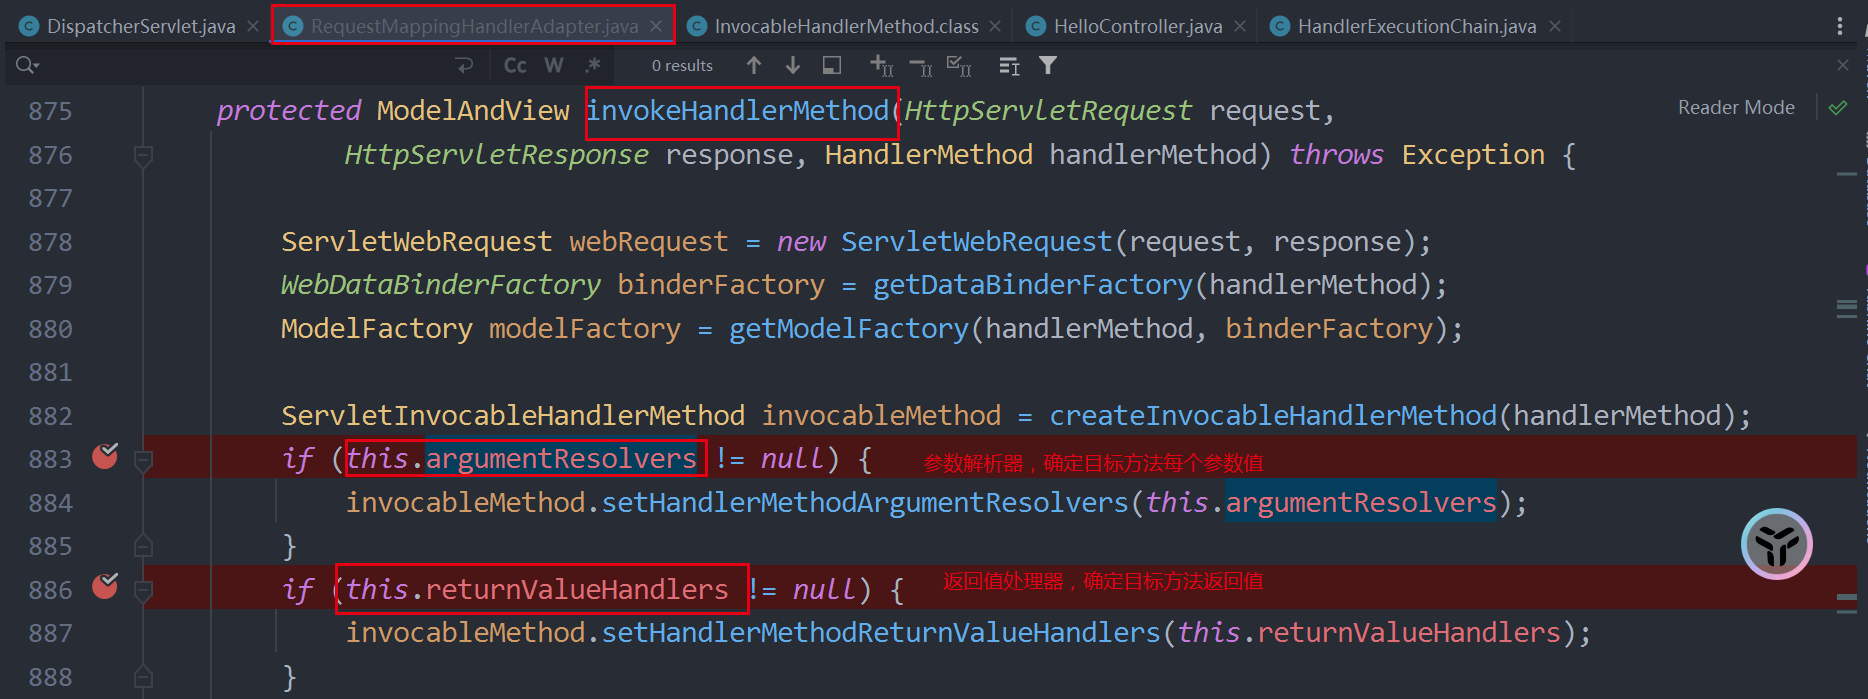 DispatcherServlet.java RequestMappingHandlerAdapter.java InvocableHandlerMethod.class HelloController.java HandlerExecutionChain.java
Cc W .* 0 results
875 protected ModelAndView invokeHandlerMethod(HttpServletRequest request,
Reader Mode
876 HttpServletResponse response, HandlerMethod handlerMethod) throws Exception {
877
878 ServletWebRequest webRequest = new ServletWebRequest(request, response);
879 WebDataBinderFactory binderFactory = getDataBinderFactory(handlerMethod);
880 ModelFactory modelFactory = getModelFactory(handlerMethod, binderFactory);
881
882 ServletInvocableHandlerMethod invocableMethod = createInvocableHandlerMethod(handlerMethod);
883 if (this.argumentResolvers != null) { 参数解析器，确定目标方法每个参数值
884 invocableMethod.setHandlerMethodArgumentResolvers(this.argumentResolvers);
885 }
886 if (this.returnValueHandlers != null) { 返回值处理器，确定目标方法返回值
887 invocableMethod.setHandlerMethodReturnValueHandlers(this.returnValueHandlers);
888 }